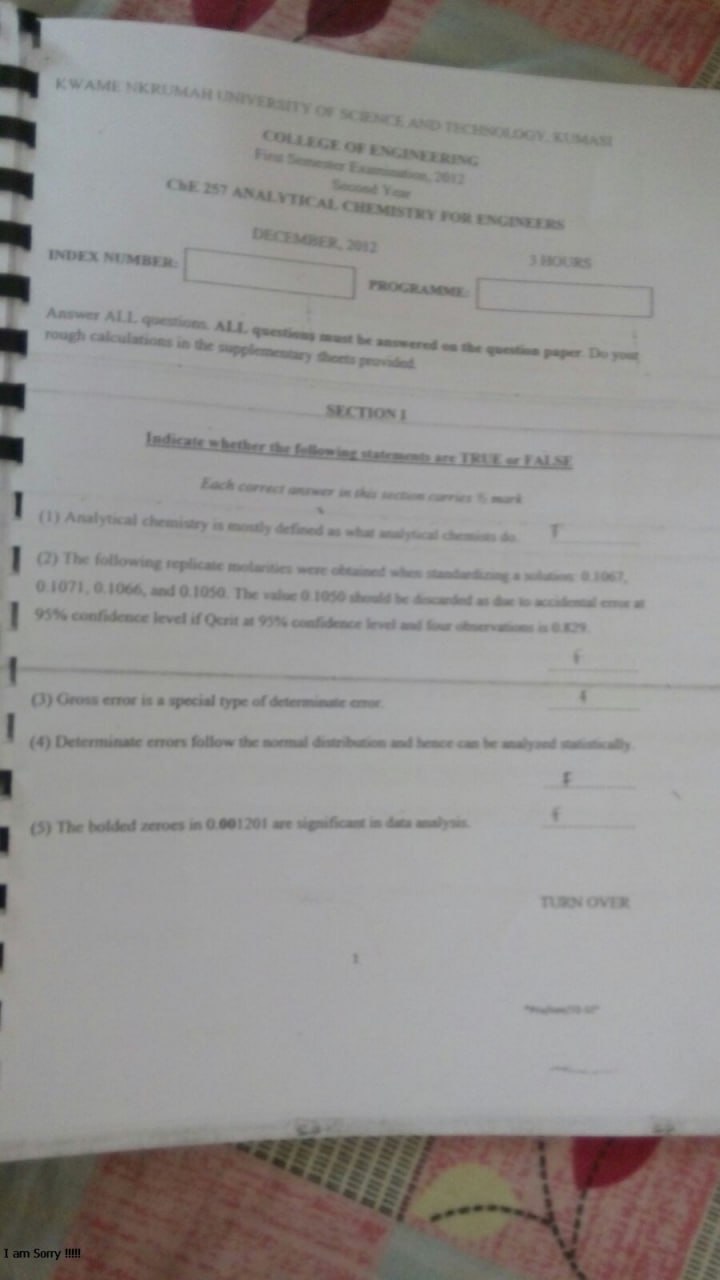 KWAME NKRUMAH UNIVERSITY OF SCIENCE AND TECHNOLOGY, KUMASI
COLLEGE OF ENGINEERING
First Semester Examination, 2012
Second Year
ChE 257 ANALYTICAL CHEMISTRY FOR ENGINEERS
DECEMBER, 2012
3 HOURS
INDEX NUMBER:
PROGRAMME:
Answer ALL questions. ALL questions must be answered on the question paper. Do your
rough calculations in the supplementary sheets provided.
SECTION I
Indicate whether the following statements are TRUE or FALSE
Each correct answer in this section carries ½ mark
(1) Analytical chemistry is mostly defined as what analytical chemists do. T
(2) The following replicate molarities were obtained when standardizing a solution: 0.1067,
0.1071, 0.1066, and 0.1050. The value 0.1050 should be discarded as due to accidental error at
95% confidence level if Qcrit at 95% confidence level and four observations is 0.829.
f
(3) Gross error is a special type of determinate error.
(4) Determinate errors follow the normal distribution and hence can be analyzed statistically.
F
(5) The bolded zeroes in 0.001201 are significant in data analysis. f
TURN OVER
1
I am Sorry !!!!!